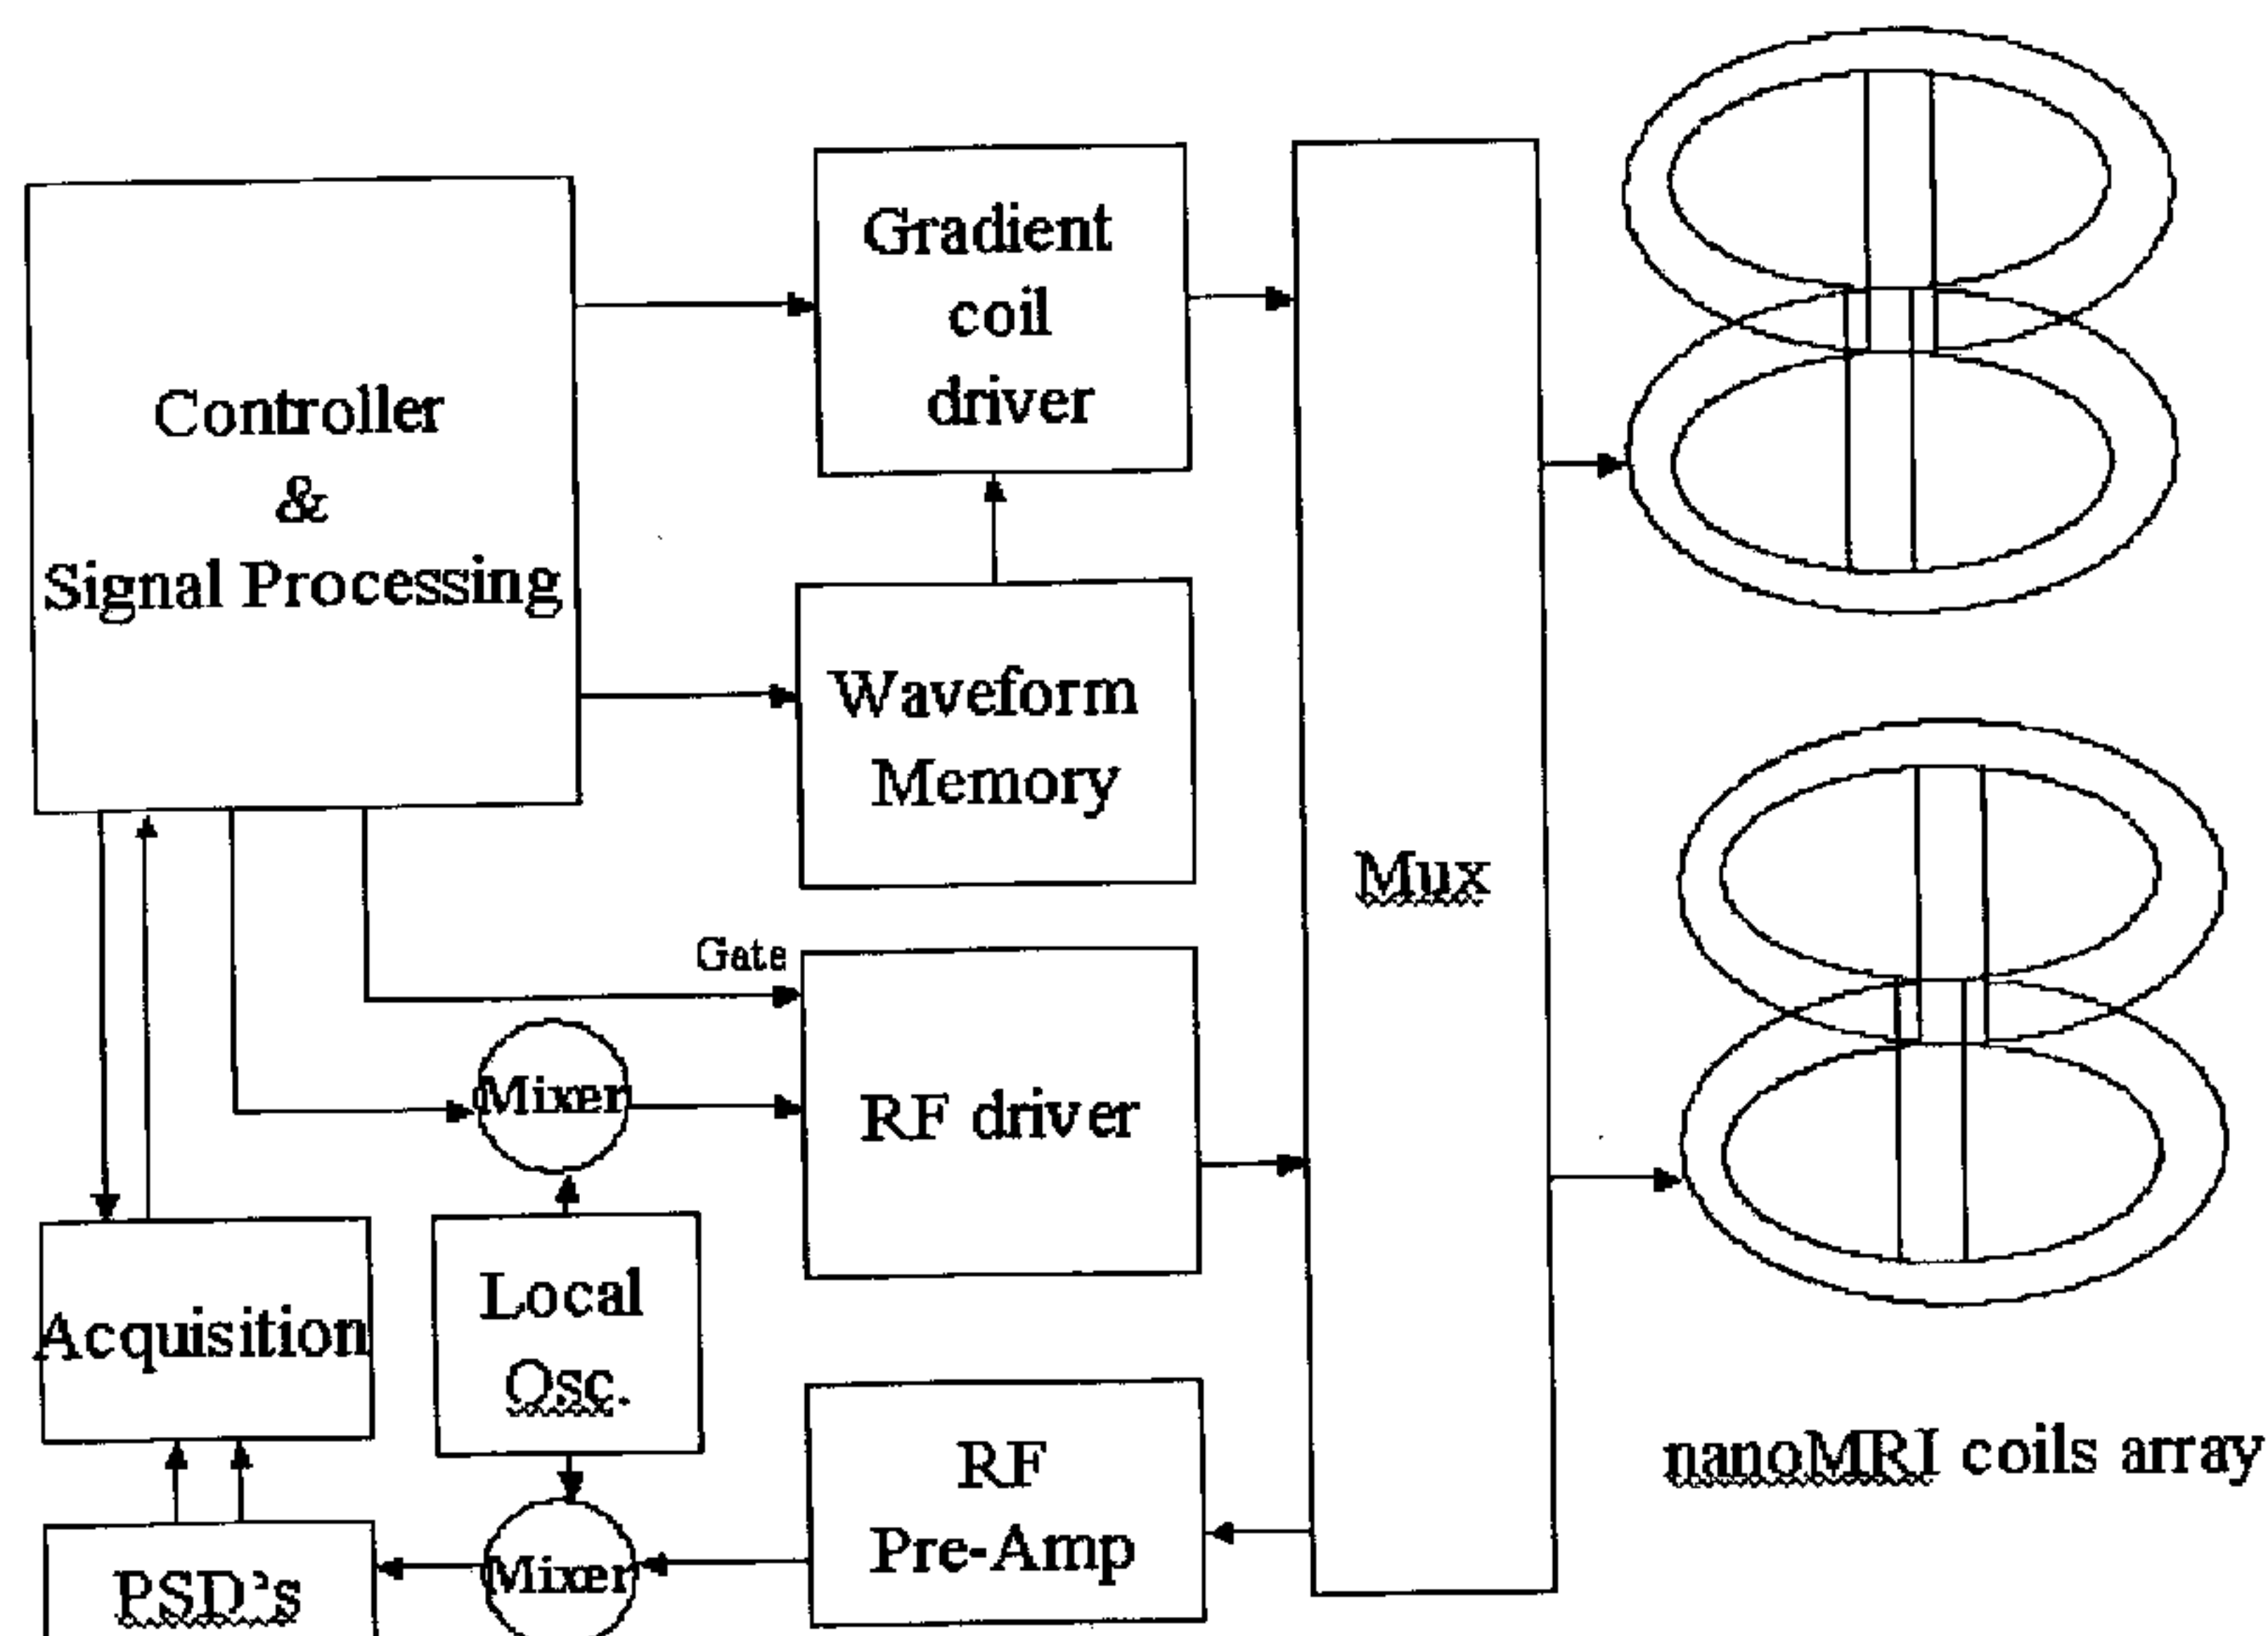 Controller
&
Signal Processing
Gradient
coil
driver
Waveform
Memory
Mux
Gate
Mixer
RF driver
Acquisition
Local
Osc.
RF
Pre-Amp
Mixer
PSD's
nanoMRI coils array